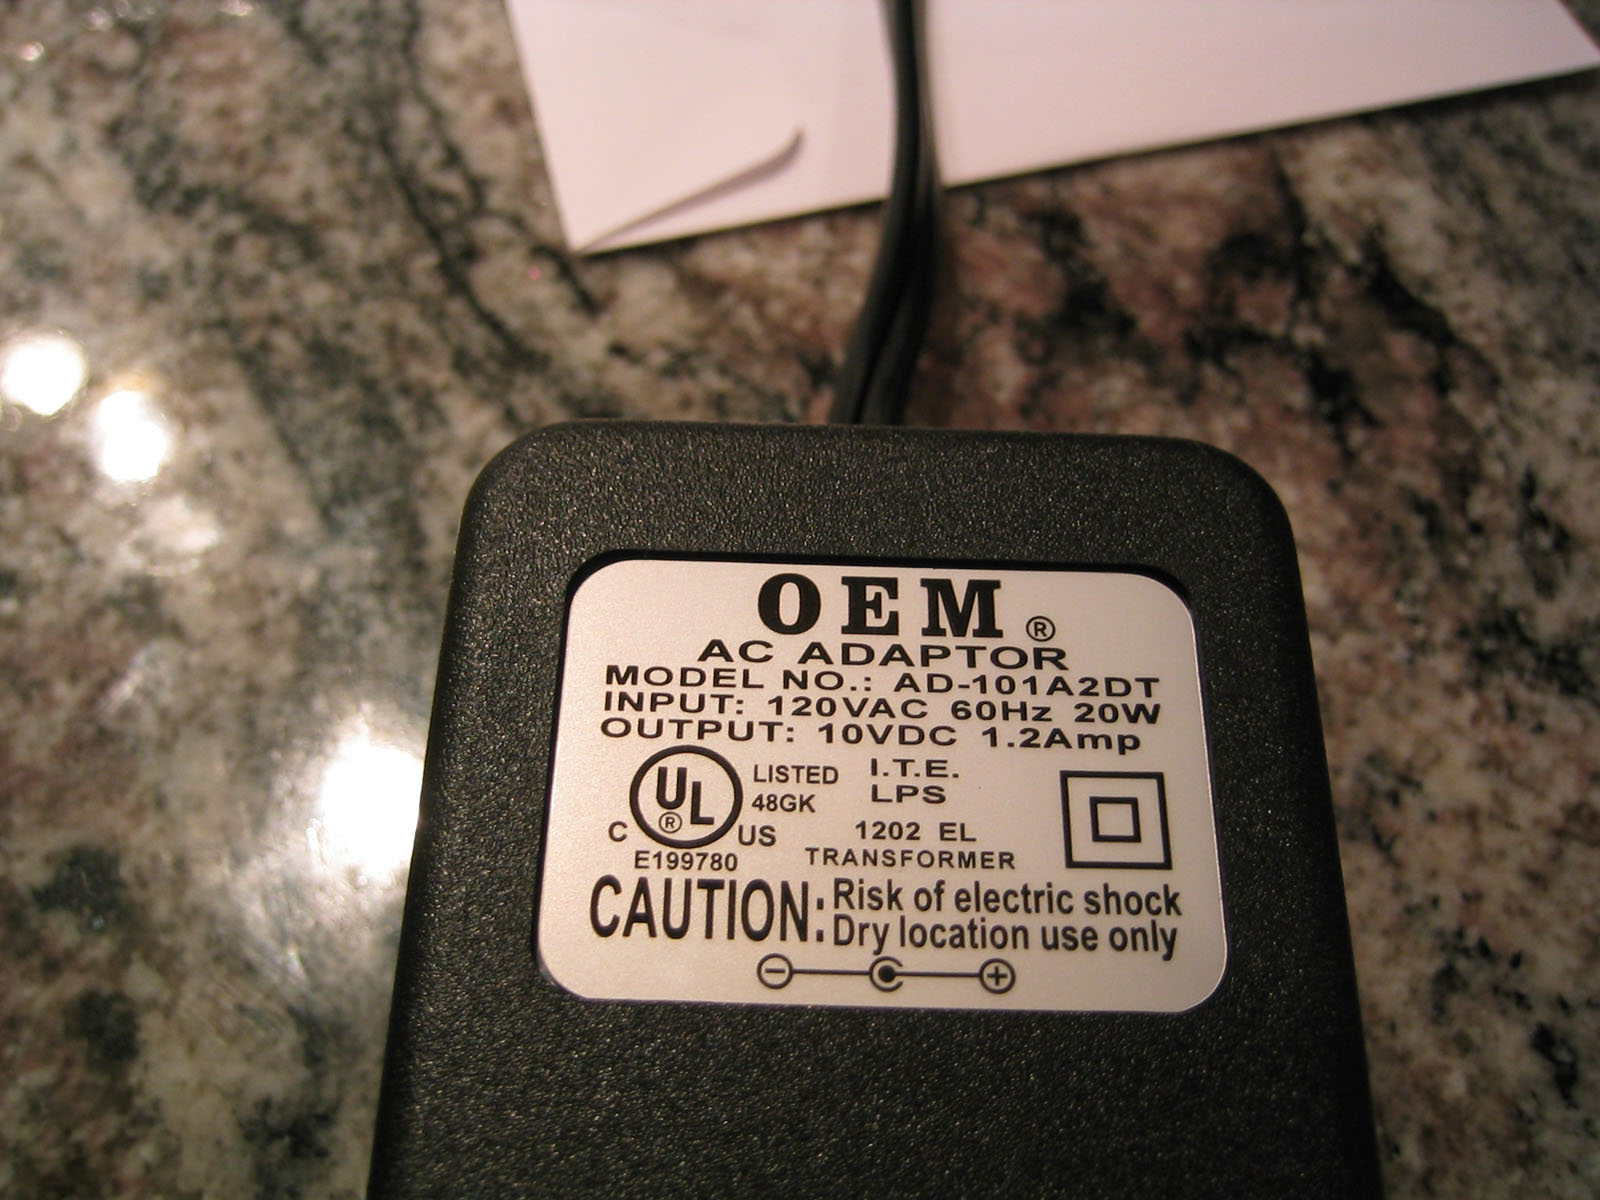 OEM®
AC ADAPTOR
MODEL NO.: AD-101A2DT
INPUT: 120VAC 60Hz 20W
OUTPUT: 10VDC 1.2Amp
C UL® US LISTED 48GK
E199780
I.T.E.
LPS
1202 EL
TRANSFORMER
CAUTION: Risk of electric shock
Dry location use only